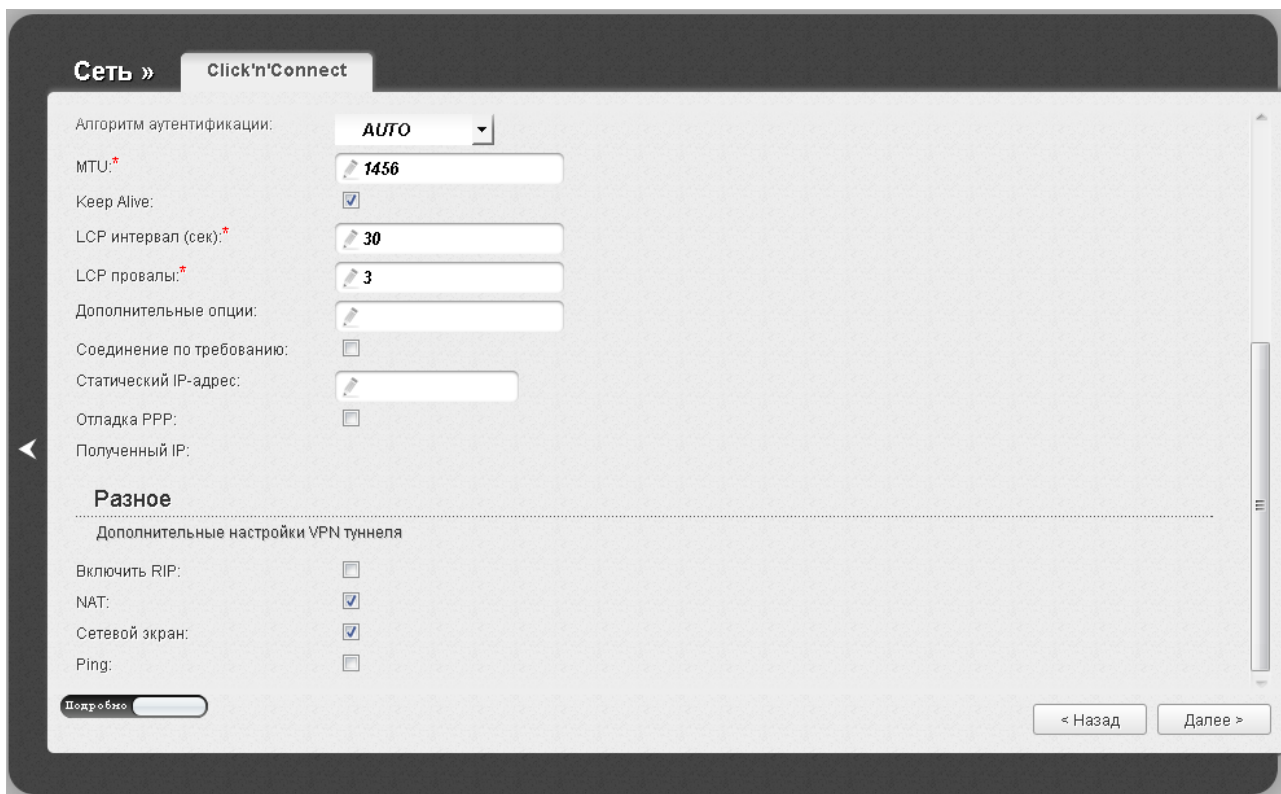 Сеть »
Click'n'Connect
Алгоритм аутентификации: AUTO
MTU:* 1456
Keep Alive:
LCP интервал (сек):* 30
LCP провалы:* 3
Дополнительные опции:
Соединение по требованию:
Статический IP-адрес:
Отладка PPP:
Полученный IP:
Разное
Дополнительные настройки VPN туннеля
Включить RIP:
NAT:
Сетевой экран:
Ping:
Подробно
< Назад
Далее >